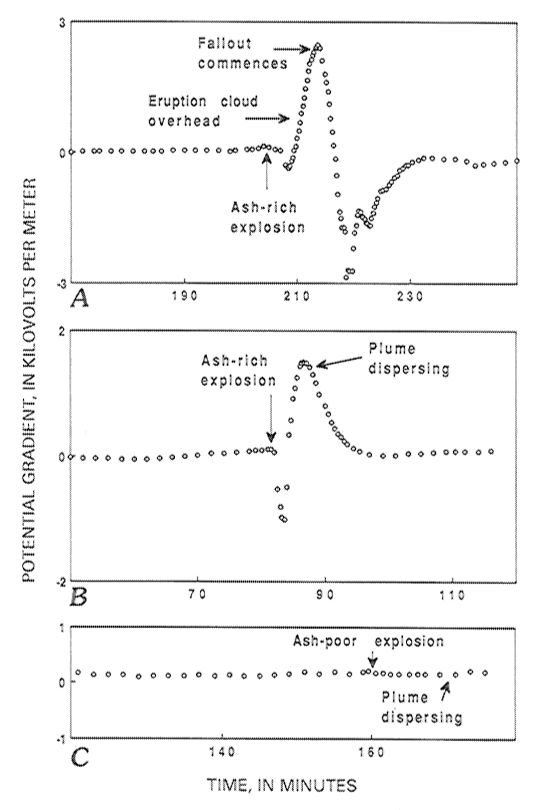 POTENTIAL GRADIENT, IN KILOVOLTS PER METER
3
0
-3
Fallout
commences
Eruption cloud
overhead
Ash-rich
explosion
A
190
210
230
2
0
-2
Ash-rich
explosion
Plume
dispersing
B
70
90
110
1
0
-1
Ash-poor explosion
Plume
dispersing
C
140
160
TIME, IN MINUTES